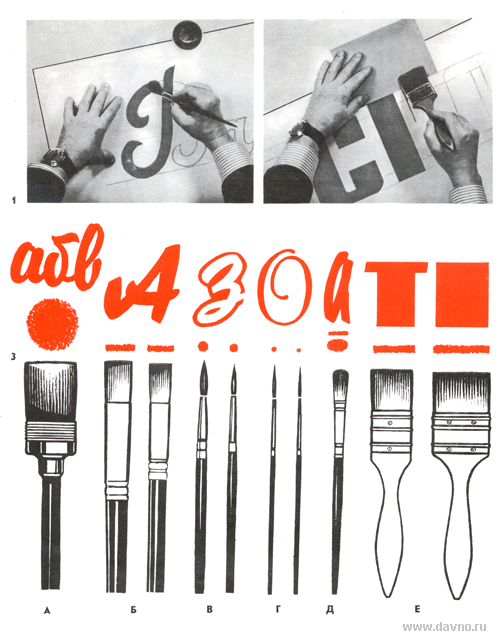 1
абв А З О а Т
3
А Б В Г Д Е
www.davno.ru